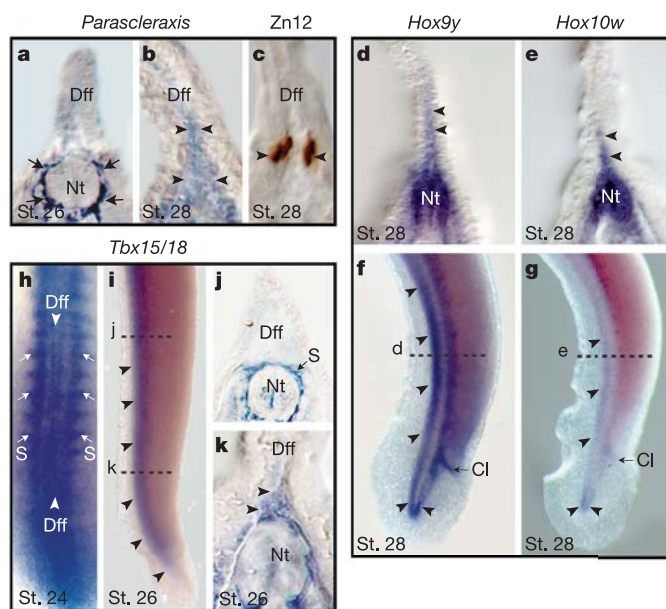 Parascleraxis
Zn12
Hox9y
Hox10w
a
Dff
Nt
St. 26
b
Dff
St. 28
c
Dff
St. 28
d
Nt
St. 28
e
Nt
St. 28
Tbx15/18
h
Dff
S
S
Dff
St. 24
i
j
k
St. 26
j
Dff
S
Nt
k
Dff
Nt
St. 26
f
d
Cl
St. 28
g
e
Cl
St. 28